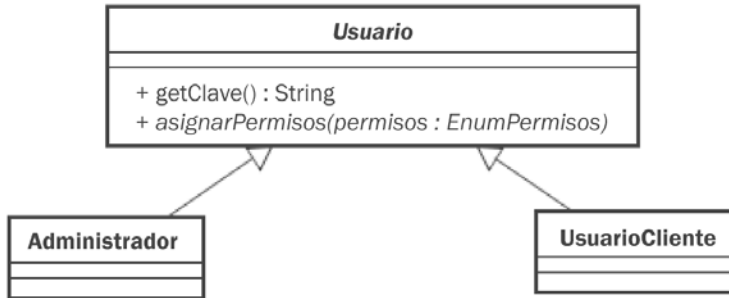 Usuario
+ getClave() : String
+ asignarPermisos(permisos : EnumPermisos)
Administrador
UsuarioCliente